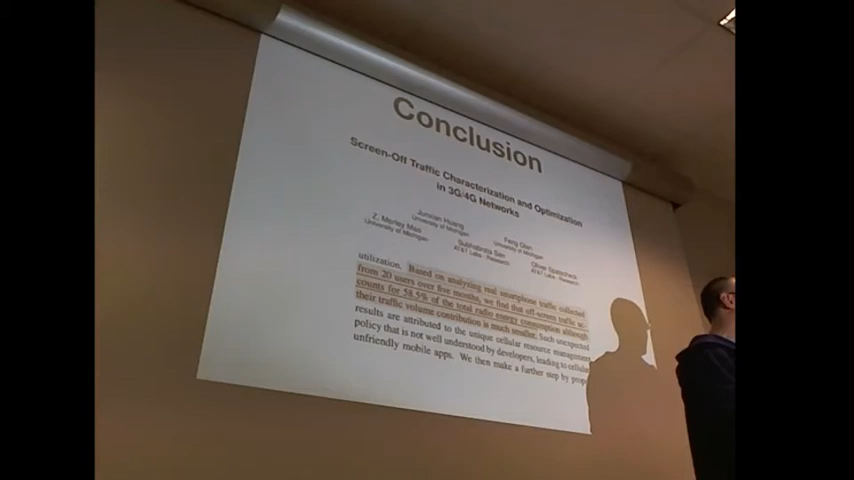 Conclusion
Screen-Off Traffic Characterization and Optimization
in 3G/4G Networks
Junxian Huang
University of Michigan
Feng Qian
University of Michigan
Z. Morley Mao
University of Michigan
Subhabrata Sen
AT&T Labs - Research
Oliver Spatscheck
AT&T Labs - Research
utilization. Based on analyzing real smartphone traffic collected
from 20 users over five months, we find that off-screen traffic ac-
counts for 58.5% of the total radio energy consumption although
their traffic volume contribution is much smaller. Such unexpected
results are attributed to the unique cellular resource management
policy that is not well understood by developers, leading to cellular
unfriendly mobile apps. We then make a further step by